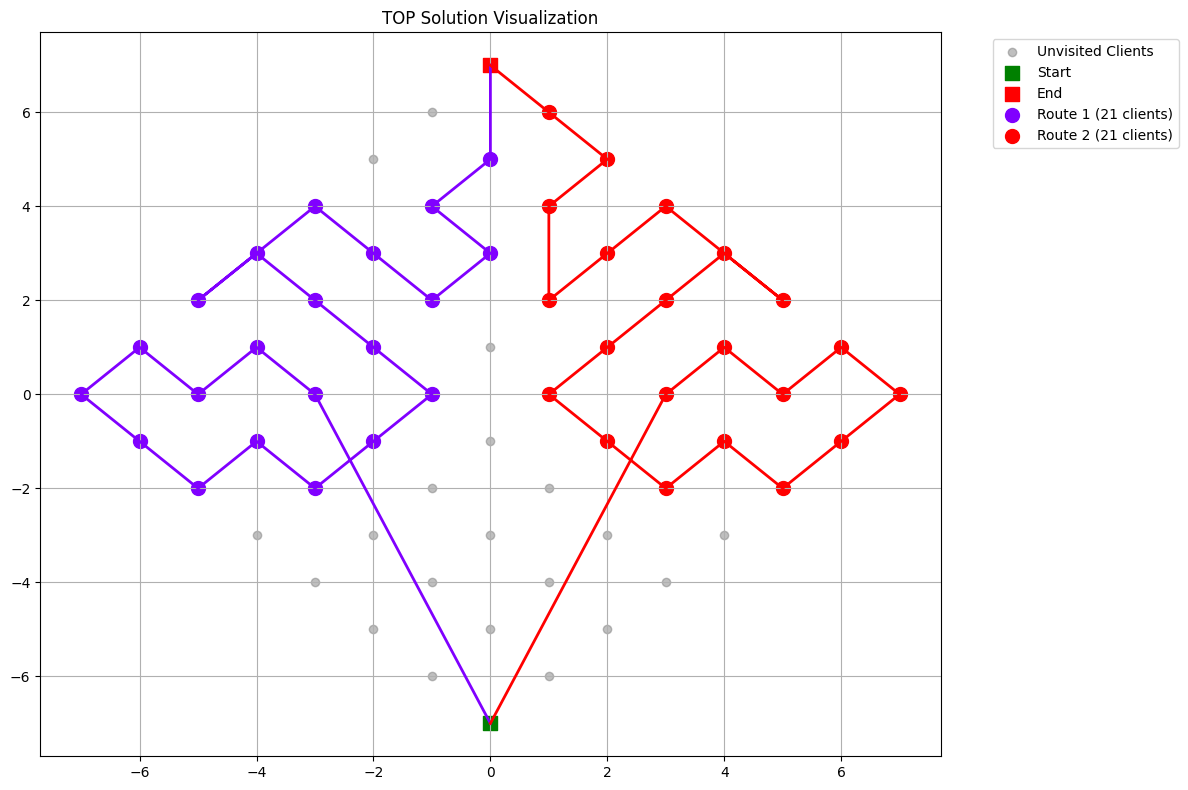 TOP Solution Visualization
Unvisited Clients
Start
End
Route 1 (21 clients)
Route 2 (21 clients)
6
4
2
0
−2
−4
−6
−6
−4
−2
0
2
4
6